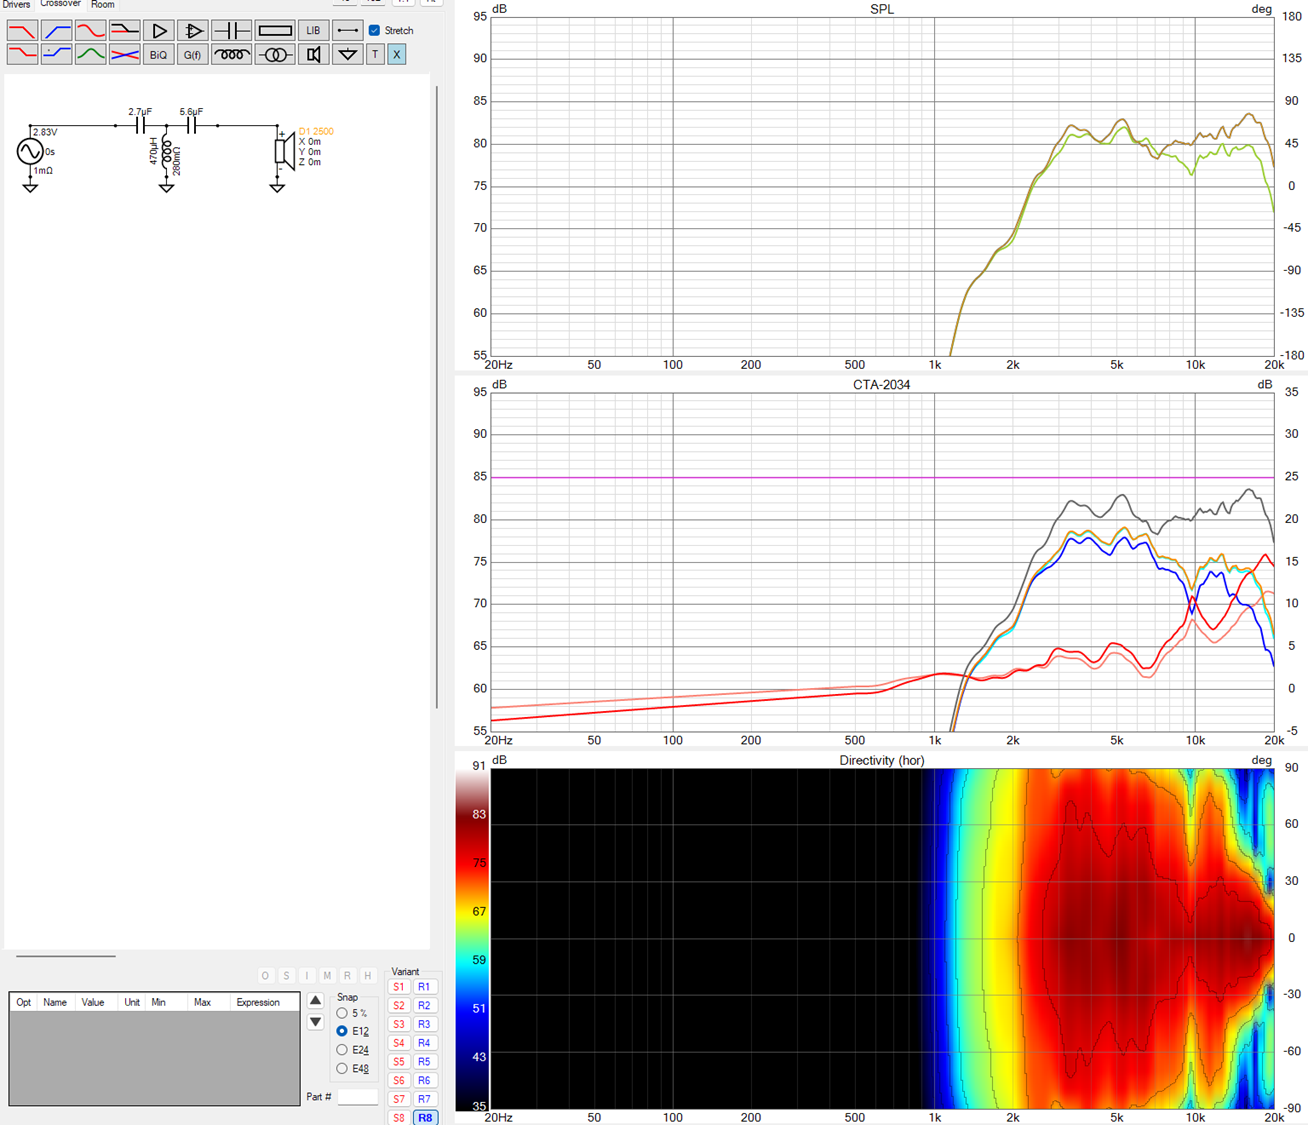 Drivers Crossover Room
LIB Stretch
BiQ G(f) T X
2.7µF 5.6µF
2.83V
0s
1mΩ
470µH
280mΩ
+
-
D1 2500
X 0m
Y 0m
Z 0m
O S I M R H
Opt Name Value Unit Min Max Expression
Snap
5 %
E12
E24
E48
Part #
Variant
S1 R1
S2 R2
S3 R3
S4 R4
S5 R5
S6 R6
S7 R7
S8 R8
dB SPL deg
95 180
90 135
85 90
80 45
75 0
70 -45
65 -90
60 -135
55 -180
20Hz 50 100 200 500 1k 2k 5k 10k 20k
dB CTA-2034 dB
95 35
90 30
85 25
80 20
75 15
70 10
65 5
60 0
55 -5
20Hz 50 100 200 500 1k 2k 5k 10k 20k
dB Directivity (hor) deg
91 90
83 60
75 30
67
59 0
51 -30
43 -60
35 -90
20Hz 50 100 200 500 1k 2k 5k 10k 20k